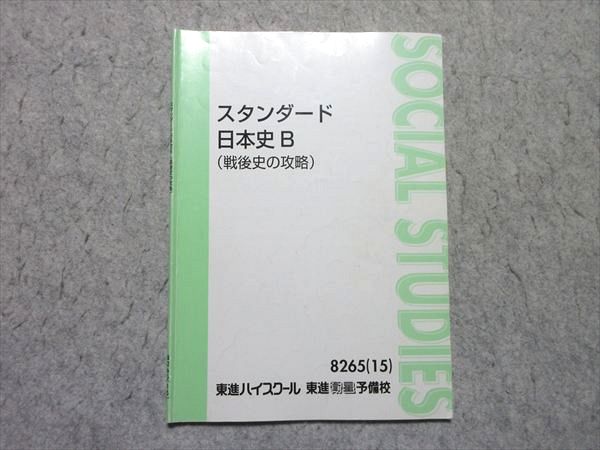 スタンダード
日本史 B
(戦後史の攻略)
SOCIAL STUDIES
8265(15)
東進ハイスクール 東進衛星予備校